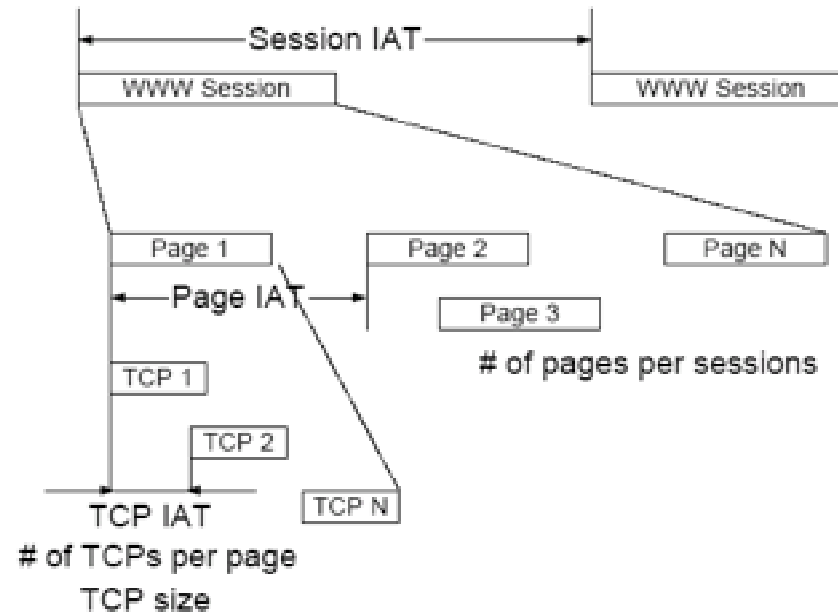 Session IAT
WWW Session
WWW Session
Page 1
Page 2
Page N
Page IAT
Page 3
# of pages per sessions
TCP 1
TCP 2
TCP N
TCP IAT
# of TCPs per page
TCP size